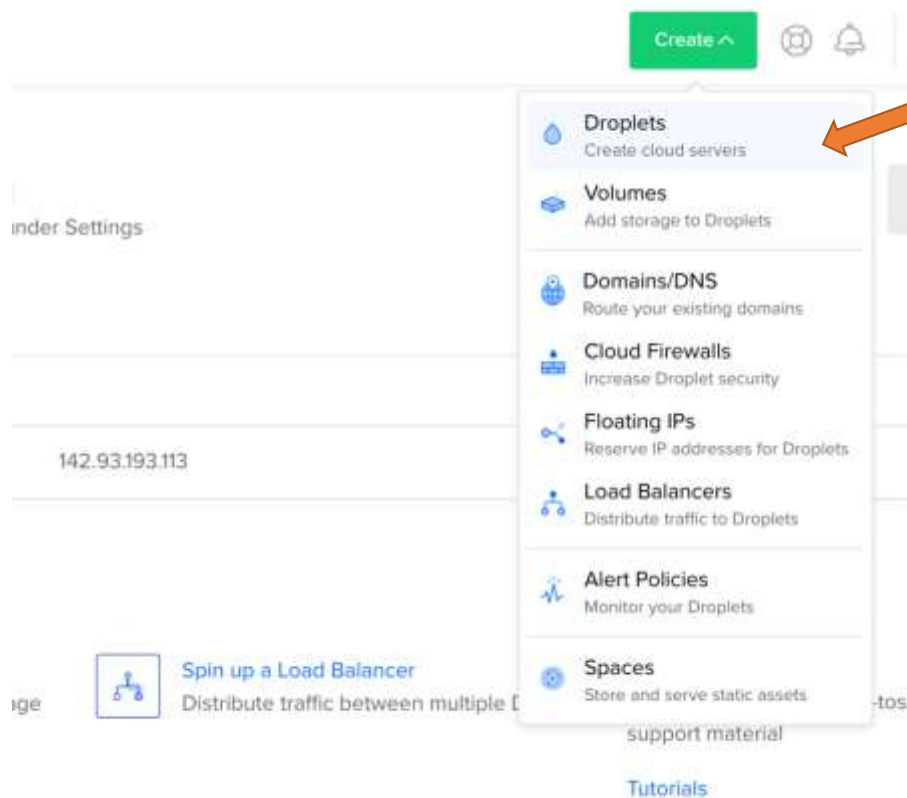 Create
Droplets
Create cloud servers
Volumes
Add storage to Droplets
under Settings
Domains/DNS
Route your existing domains
Cloud Firewalls
Increase Droplet security
Floating IPs
Reserve IP addresses for Droplets
142.93.193.113
Load Balancers
Distribute traffic to Droplets
Alert Policies
Monitor your Droplets
Spaces
Store and serve static assets
Spin up a Load Balancer
Distribute traffic between multiple
support material
Tutorials